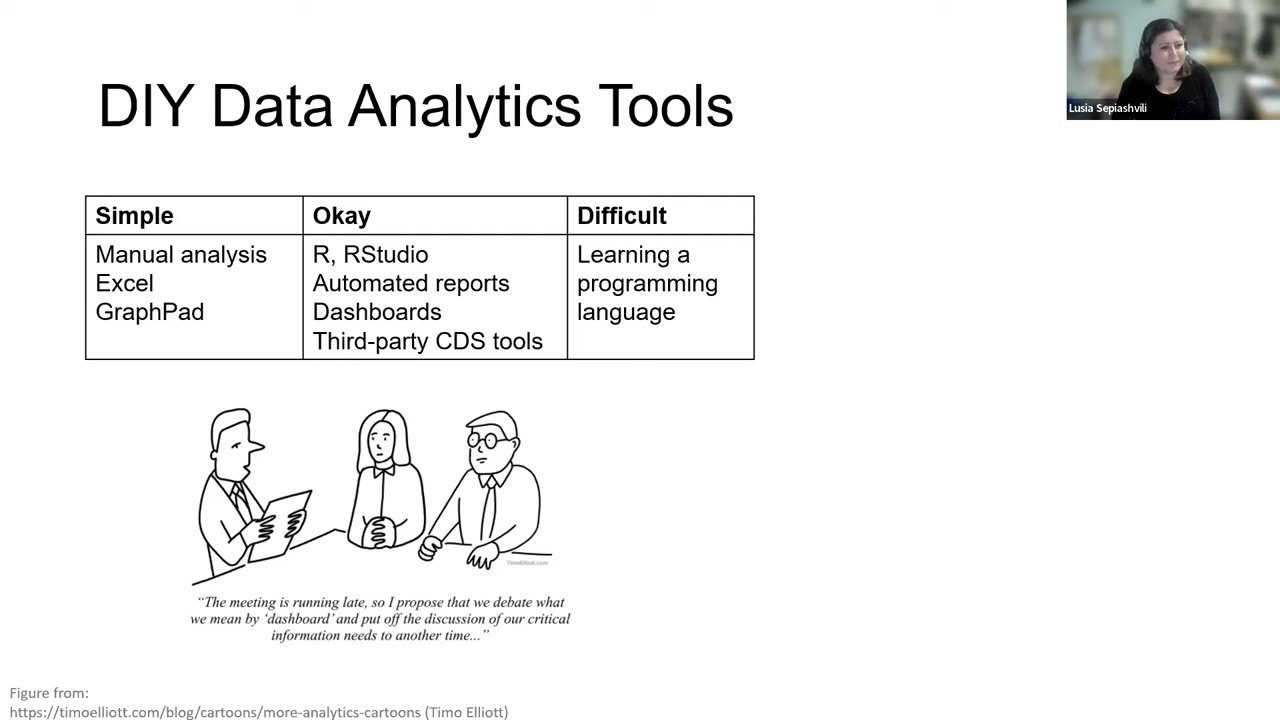 DIY Data Analytics Tools
Lusia Sepiashvili
Simple
Okay
Difficult
Manual analysis
Excel
GraphPad
R, RStudio
Automated reports
Dashboards
Third-party CDS tools
Learning a
programming
language
TimoElliott.com
“The meeting is running late, so I propose that we debate what
we mean by ‘dashboard’ and put off the discussion of our critical
information needs to another time...”
Figure from:
https://timoelliott.com/blog/cartoons/more-analytics-cartoons (Timo Elliott)